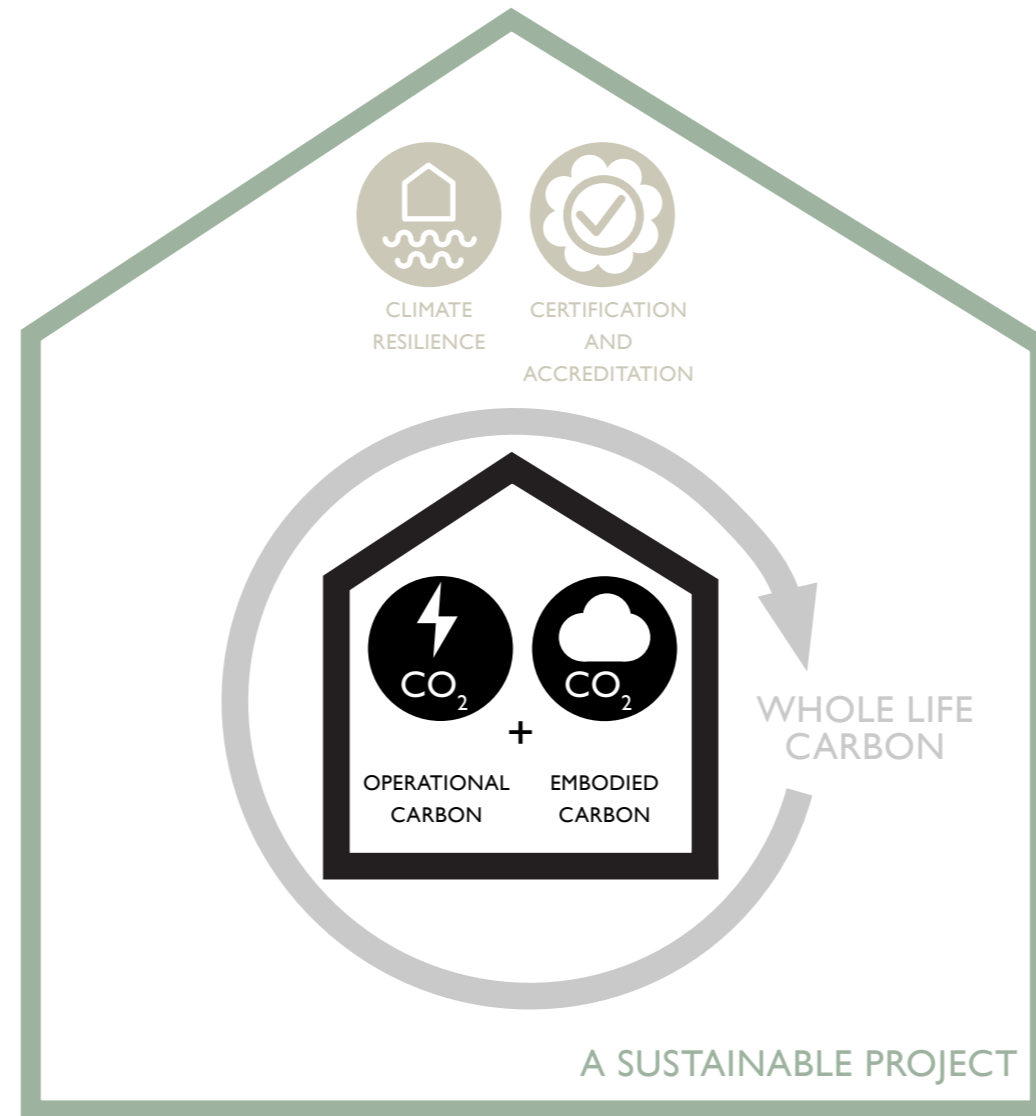 CLIMATE
RESILIENCE
CERTIFICATION
AND
ACCREDITATION
CO₂
CO₂
+
OPERATIONAL
CARBON
EMBODIED
CARBON
WHOLE LIFE
CARBON
A SUSTAINABLE PROJECT